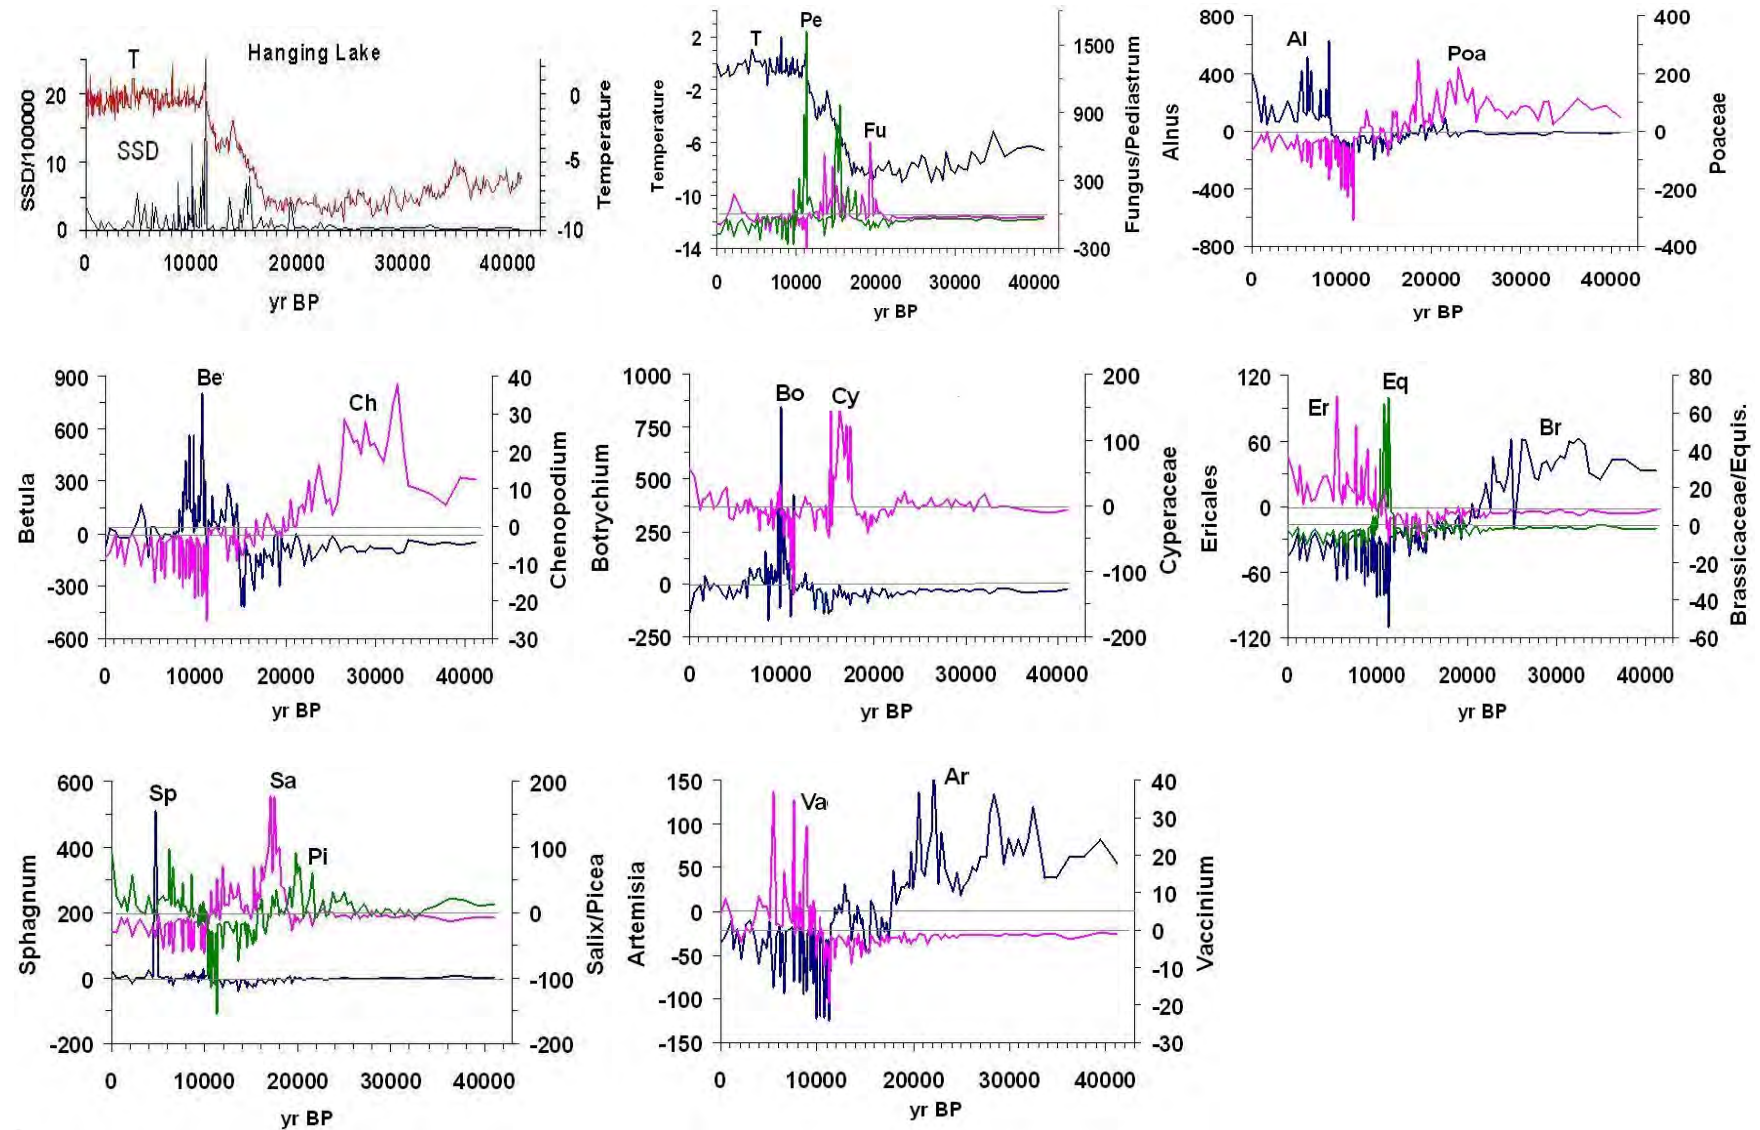 Hanging Lake
T
SSD
SSD/100000
20
10
0
0
-5
-10
Temperature
0
10000
20000
30000
40000
yr BP
T
Pe
Fu
Temperature
2
-2
-6
-10
-14
1500
900
300
-300
Fungus/Pediastrum
0
10000
20000
30000
40000
yr BP
Al
Poa
Alnus
800
400
0
-400
-800
400
200
0
-200
-400
Poaceae
0
10000
20000
30000
40000
yr BP
Be
Ch
Betula
900
600
300
0
-300
-600
40
30
20
10
0
-10
-20
-30
Chenopodium
0
10000
20000
30000
40000
yr BP
Bo
Cy
Botrychium
1000
750
500
250
0
-250
200
100
0
-100
-200
Cyperaceae
0
10000
20000
30000
40000
yr BP
Er
Eq
Br
Ericales
120
60
0
-60
-120
80
60
40
20
0
-20
-40
-60
Brassicaceae/Equis.
0
10000
20000
30000
40000
yr BP
Sp
Sa
Pi
Sphagnum
600
400
200
0
-200
200
100
0
-100
-200
Salix/Picea
0
10000
20000
30000
40000
yr BP
Va
Ar
Artemisia
150
100
50
0
-50
-100
-150
40
30
20
10
0
-10
-20
-30
Vaccinium
0
10000
20000
30000
40000
yr BP